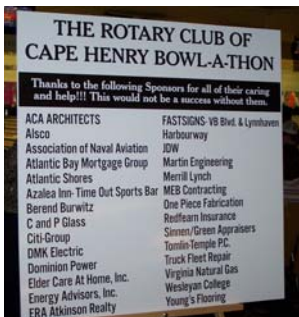 THE ROTARY CLUB OF
CAPE HENRY BOWL-A-THON
Thanks to the following Sponsors for all of their caring
and help!!! This would not be a success without them.
ACA ARCHITECTS
Alsco
Association of Naval Aviation
Atlantic Bay Mortgage Group
Atlantic Shores
Azalea Inn- Time Out Sports Bar
Berend Burwitz
C and P Glass
Citi-Group
DMK Electric
Dominion Power
Elder Care At Home, Inc.
Energy Advisors, Inc.
ERA Atkinson Realty
FASTSIGNS- VB Blvd. & Lynnhaven
Harbourway
JDW
Martin Engineering
Merrill Lynch
MEB Contracting
One Piece Fabrication
Redfearn Insurance
Sinnen/Green Appraisers
Tomlin-Temple P.C.
Truck Fleet Repair
Virginia Natural Gas
Wesleyan College
Young's Flooring